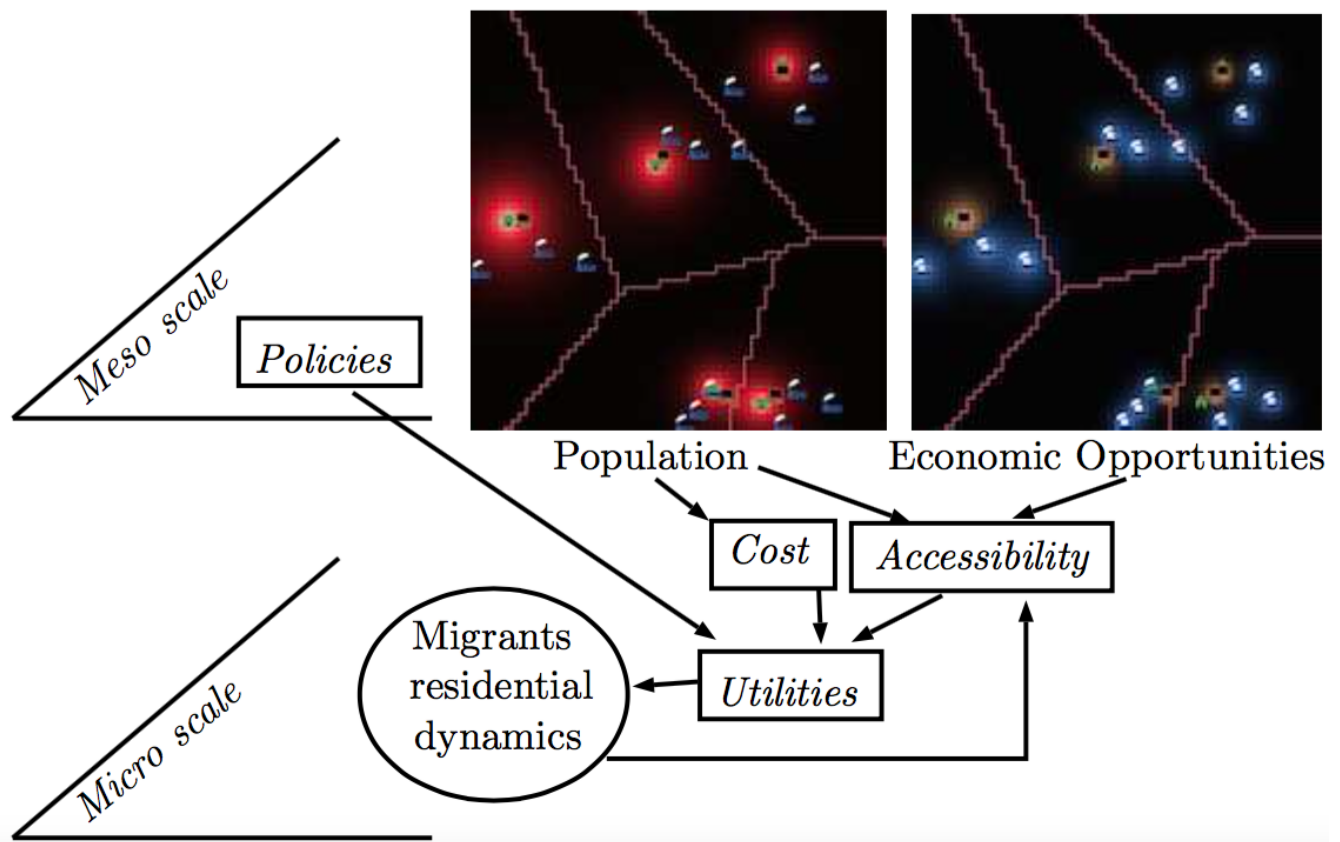 Meso scale
Policies
Population
Economic Opportunities
Cost
Accessibility
Migrants
residential
dynamics
Utilities
Micro scale